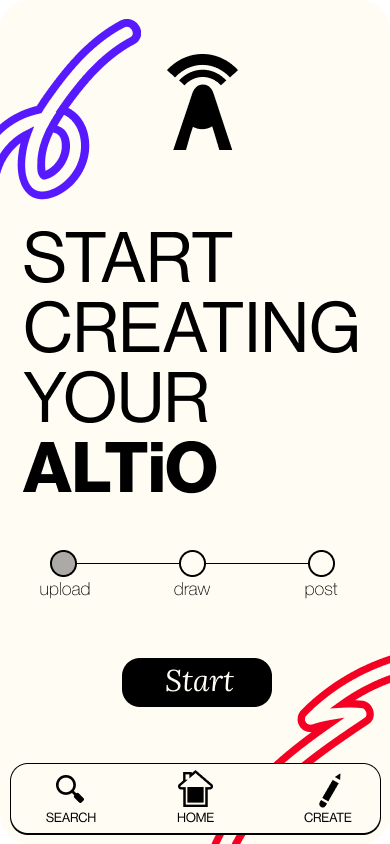 START
CREATING
YOUR
ALTiO
upload draw post
Start
SEARCH HOME CREATE